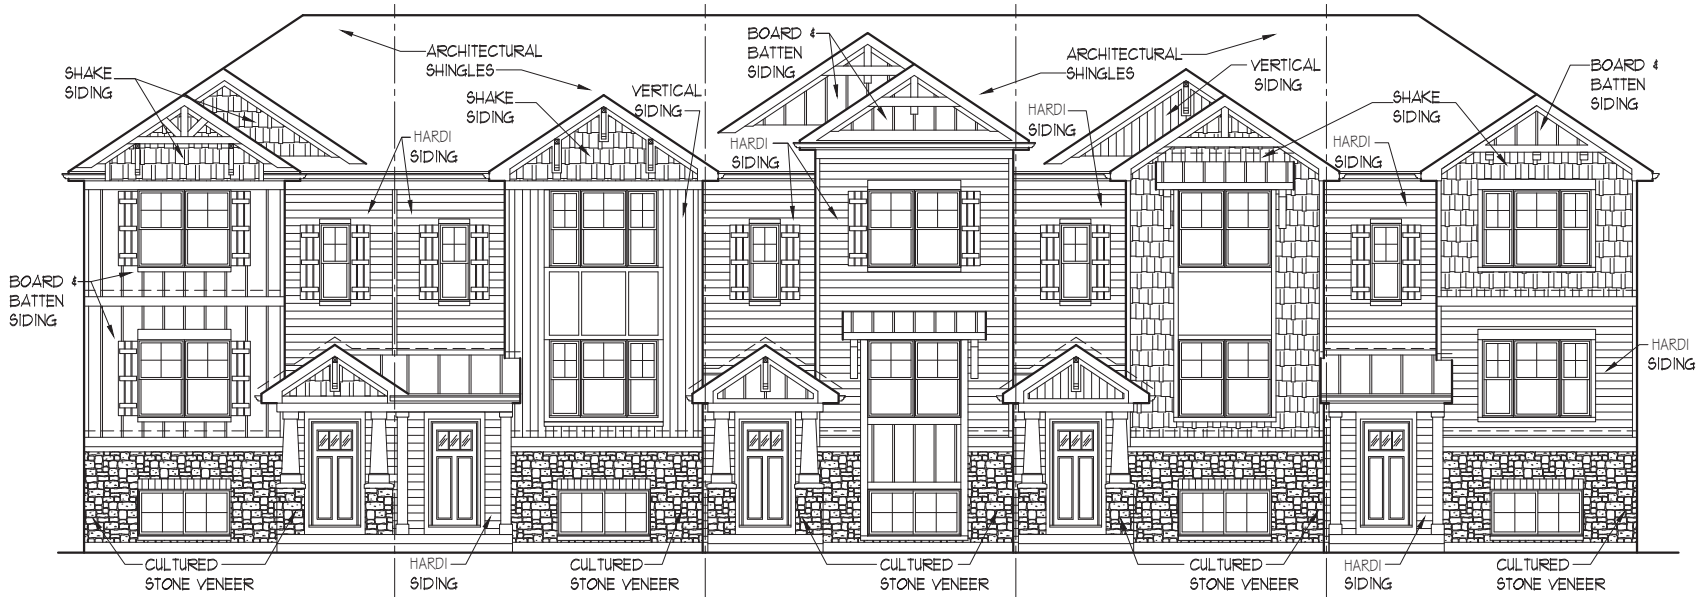 ARCHITECTURAL
SHINGLES
BOARD &
BATTEN
SIDING
ARCHITECTURAL
SHINGLES
SHAKE
SIDING
VERTICAL
SIDING
BOARD &
BATTEN
SIDING
SHAKE
SIDING
VERTICAL
SIDING
SHAKE
SIDING
HARDI
SIDING
HARDI
SIDING
HARDI
SIDING
HARDI
SIDING
BOARD &
BATTEN
SIDING
HARDI
SIDING
CULTURED
STONE VENEER
HARDI
SIDING
CULTURED
STONE VENEER
CULTURED
STONE VENEER
CULTURED
STONE VENEER
HARDI
SIDING
CULTURED
STONE VENEER